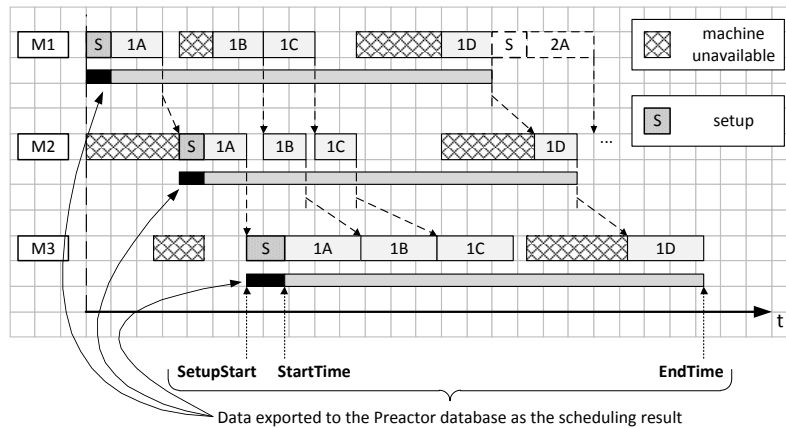 M1 S 1A 1B 1C 1D S 2A
machine
unavailable
S setup
M2 S 1A 1B 1C 1D ...
M3 S 1A 1B 1C 1D
t
SetupStart StartTime EndTime
Data exported to the Preactor database as the scheduling result